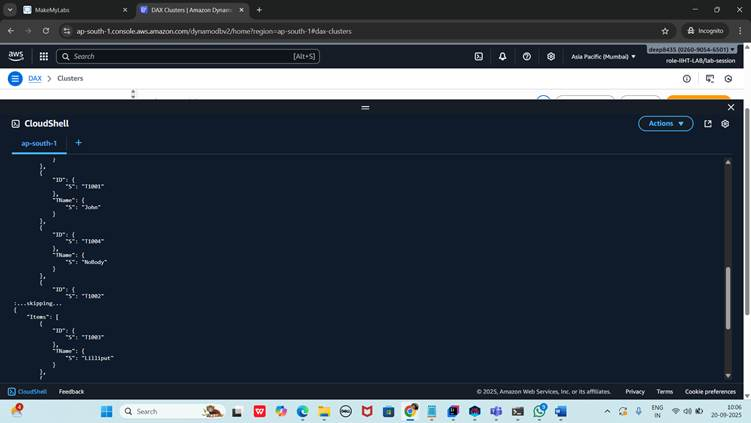 MakeMyLabs
DAX Clusters | Amazon Dynamo
ap-south-1.console.aws.amazon.com/dynamodbv2/home?region=ap-south-1#dax-clusters
Incognito
aws
Search
[Alt+S]
Asia Pacific (Mumbai)
deep8435 (0260-9054-6501)
role-IIHT-LAB/lab-session
DAX
Clusters
CloudShell
Actions
ap-south-1
}
},
{
"ID": {
"S": "T1001"
},
"TName": {
"S": "John"
}
},
{
"ID": {
"S": "T1004"
},
"TName": {
"S": "NoBody"
}
},
{
"ID": {
"S": "T1002"
:...skipping...
{
"Items": [
{
"ID": {
"S": "T1003"
},
"TName": {
"S": "Lilliput"
}
},
CloudShell
Feedback
© 2025, Amazon Web Services, Inc. or its affiliates.
Privacy
Terms
Cookie preferences
Search
ENG
IN
10:06
20-09-2025